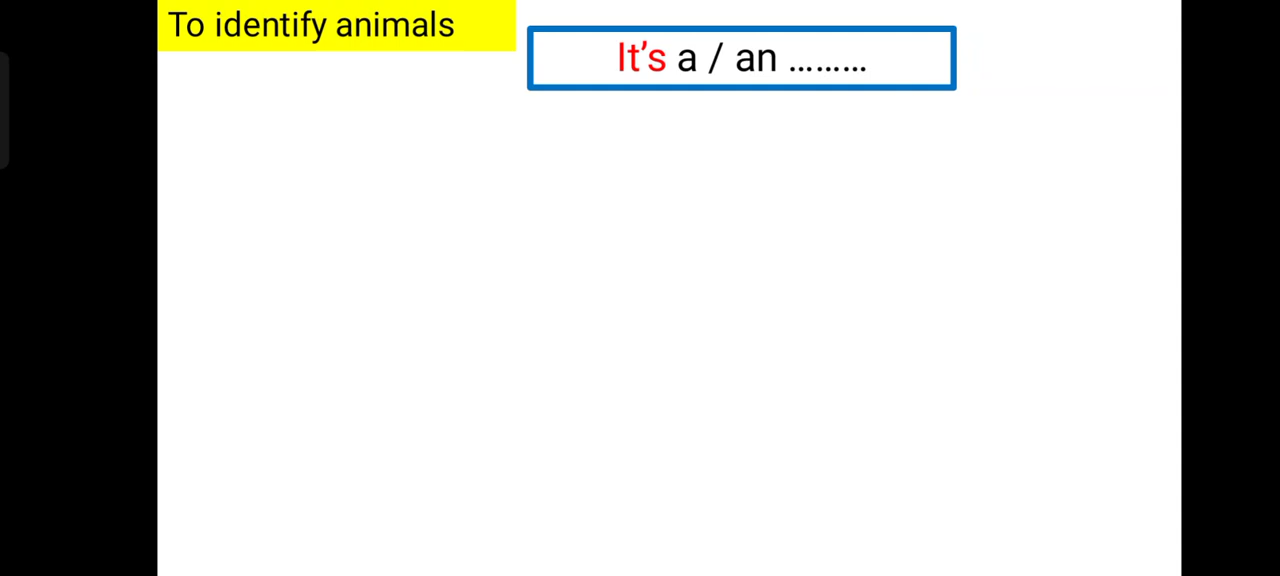 To identify animals
It’s a / an ………